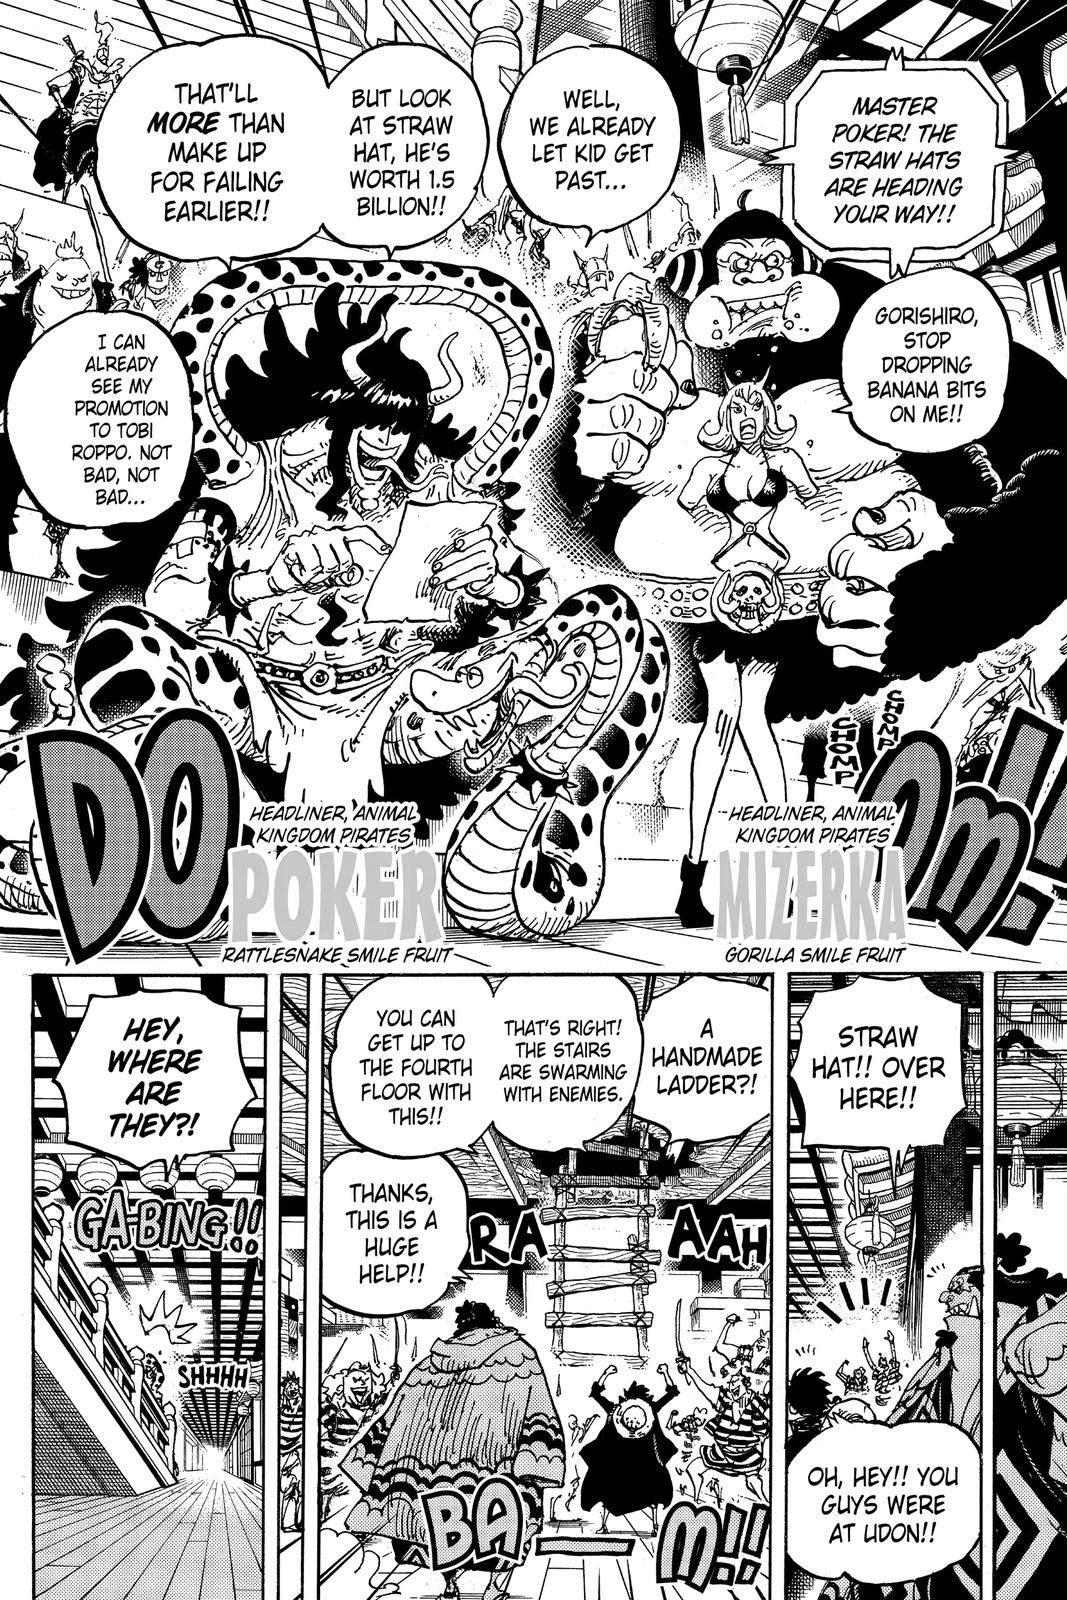 MASTER
POKER! THE
STRAW HATS
ARE HEADING
YOUR WAY!!
GORISHIRO,
STOP
DROPPING
BANANA BITS
ON ME!!
WELL,
WE ALREADY
LET KID GET
PAST...
BUT LOOK
AT STRAW
HAT, HE'S
WORTH 1.5
BILLION!!
THAT'LL
MORE THAN
MAKE UP
FOR FAILING
EARLIER!!
I CAN
ALREADY
SEE MY
PROMOTION
TO TOBI
ROPPO. NOT
BAD, NOT
BAD...
CHOMP
CHOMP
DOOM!!
HEADLINER, ANIMAL
KINGDOM PIRATES
MIZERKA
GORILLA SMILE FRUIT
HEADLINER, ANIMAL
KINGDOM PIRATES
POKER
RATTLESNAKE SMILE FRUIT
STRAW
HAT!! OVER
HERE!!
OH, HEY!! YOU
GUYS WERE
AT UDON!!
A
HANDMADE
LADDER?!
THAT'S RIGHT!
THE STAIRS
ARE SWARMING
WITH ENEMIES.
YOU CAN
GET UP TO
THE FOURTH
FLOOR WITH
THIS!!
THANKS,
THIS IS A
HUGE
HELP!!
RA AAH
BA—M!!
HEY,
WHERE
ARE
THEY?!
GA-BING!!
SHHHH